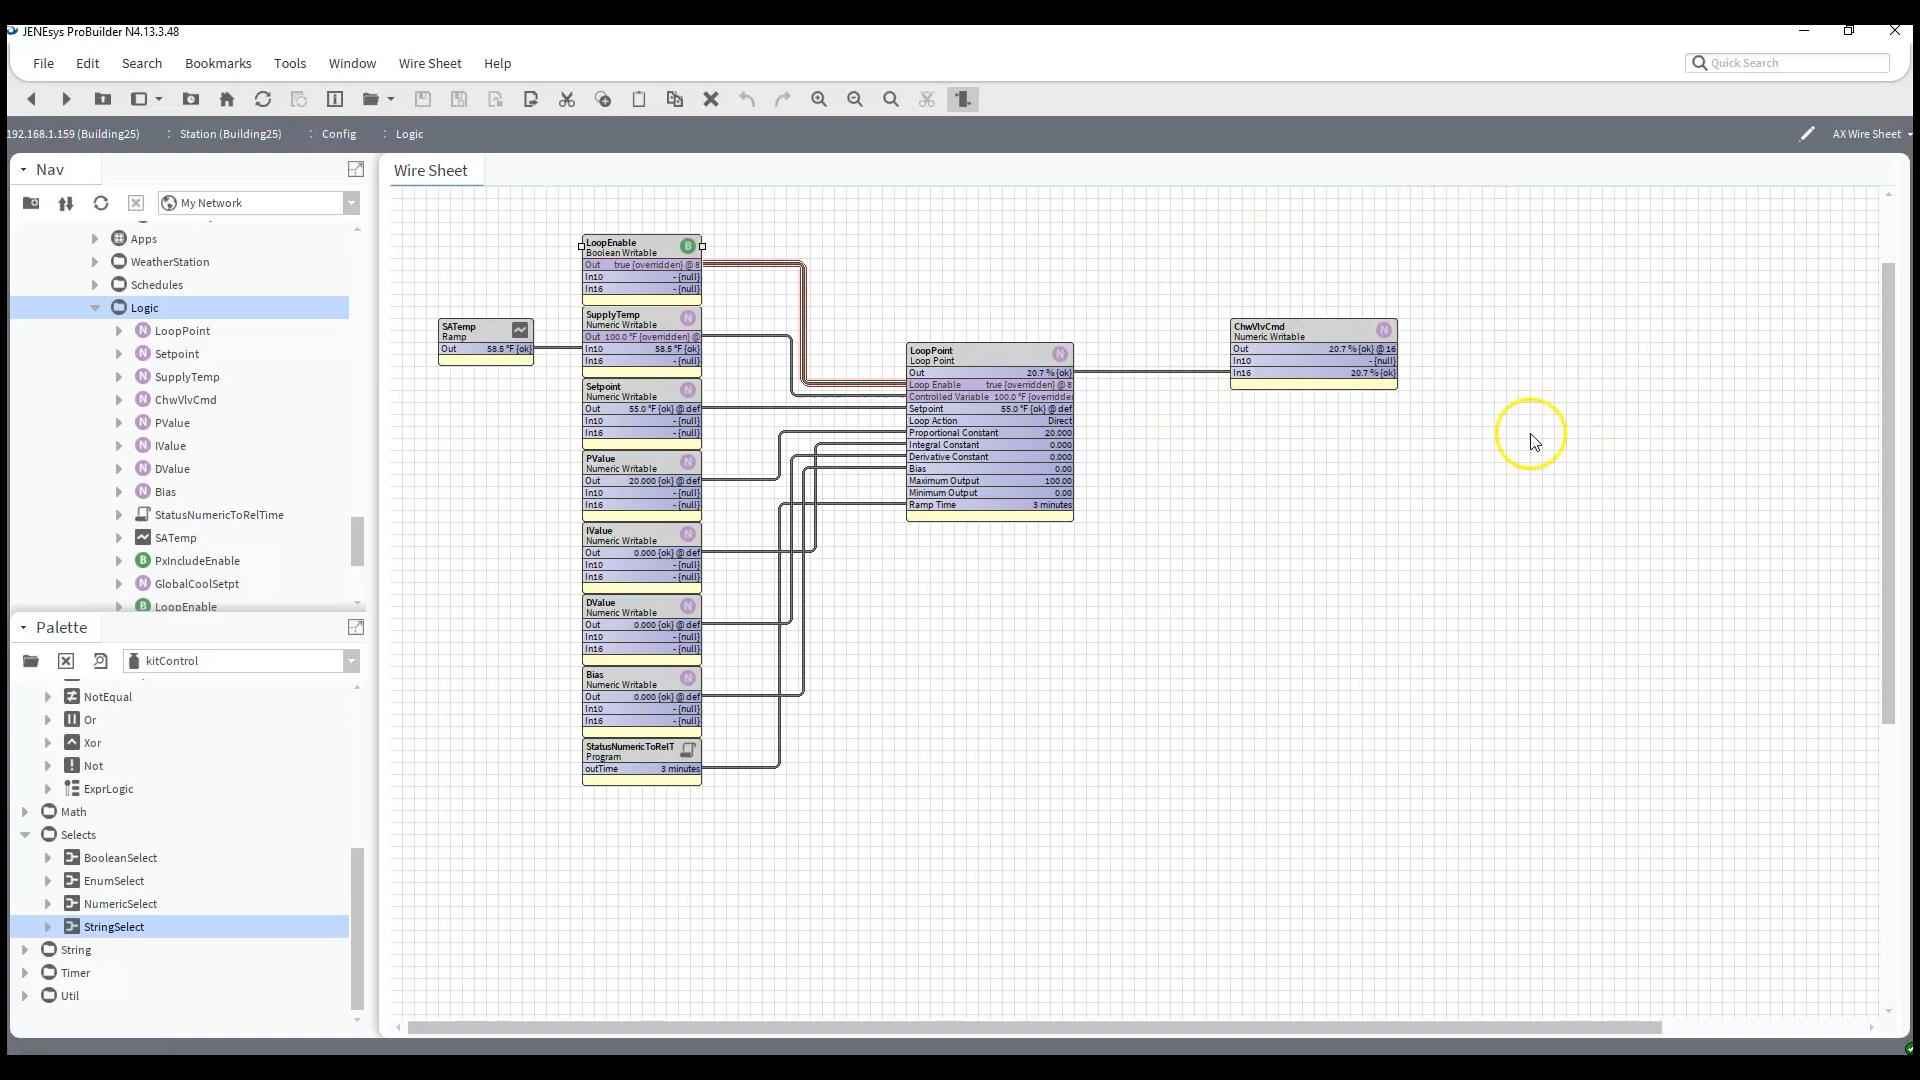 JENEsys ProBuilder N4.13.3.48
File Edit Search Bookmarks Tools Window Wire Sheet Help
Quick Search
192.168.1.159 (Building25) : Station (Building25) : Config : Logic
AX Wire Sheet
Nav
My Network
Apps
WeatherStation
Schedules
Logic
LoopPoint
Setpoint
SupplyTemp
ChwVlvCmd
PValue
IValue
DValue
Bias
StatusNumericToRelTime
SATemp
PxIncludeEnable
GlobalCoolSetpt
LoopEnable
Palette
kitControl
NotEqual
Or
Xor
Not
ExprLogic
Math
Selects
BooleanSelect
EnumSelect
NumericSelect
StringSelect
String
Timer
Util
Wire Sheet
SATemp
Ramp
Out 58.5 °F {ok}
LoopEnable
Boolean Writable
Out true {overridden} @ 8
In10 - {null}
In16 - {null}
SupplyTemp
Numeric Writable
Out 100.0 °F {overridden} @
In10 58.5 °F {ok}
In16 - {null}
Setpoint
Numeric Writable
Out 55.0 °F {ok} @ def
In10 - {null}
In16 - {null}
PValue
Numeric Writable
Out 20.000 {ok} @ def
In10 - {null}
In16 - {null}
IValue
Numeric Writable
Out 0.000 {ok} @ def
In10 - {null}
In16 - {null}
DValue
Numeric Writable
Out 0.000 {ok} @ def
In10 - {null}
In16 - {null}
Bias
Numeric Writable
Out 0.000 {ok} @ def
In10 - {null}
In16 - {null}
StatusNumericToRelT
Program
outTime 3 minutes
LoopPoint
Loop Point
Out 20.7 % {ok}
Loop Enable true {overridden} @ 8
Controlled Variable 100.0 °F {overridde
Setpoint 55.0 °F {ok} @ def
Loop Action Direct
Proportional Constant 20.000
Integral Constant 0.000
Derivative Constant 0.000
Bias 0.00
Maximum Output 100.00
Minimum Output 0.00
Ramp Time 3 minutes
ChwVlvCmd
Numeric Writable
Out 20.7 % {ok} @ 16
In10 - {null}
In16 20.7 % {ok}